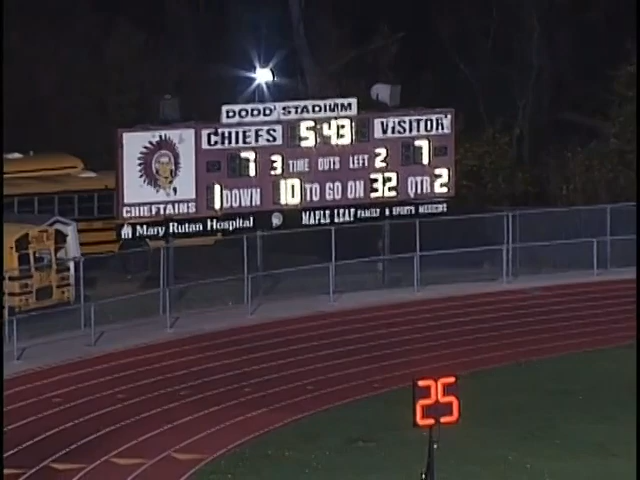 DODD STADIUM
CHIEFS 5:43 VISITOR
7 3 TIME OUTS LEFT 2 7
1 DOWN 10 TO GO ON 32 QTR 2
CHIEFTAINS
Mary Rutan Hospital MAPLE LEAF FAMILY & SPORTS MEDICINE
25